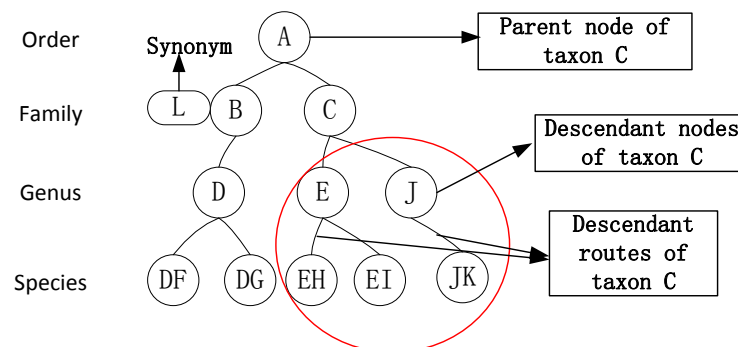 Order
Synonym
A
Parent node of
taxon C
Family
L
B
C
Descendant nodes
of taxon C
Genus
D
E
J
Descendant
routes of
taxon C
Species
DF
DG
EH
EI
JK